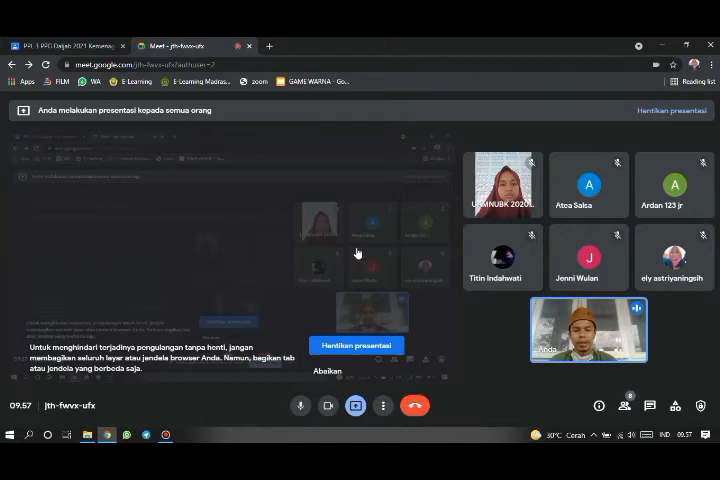 PPL 3 PPG Daljab 2021 Kemenag
Meet - jth-fwvx-ufx
meet.google.com/jth-fwvx-ufx?authuser=2
Apps
FILM
WA
E-Learning
E-Learning Madras...
zoom
GAME WARNA - Go...
Reading list
Anda melakukan presentasi kepada semua orang
Hentikan presentasi
A
A
Atea Salsa
Ardan 123 jr
J
Titin Indahwati
Jenni Wulan
ely astriyaningsih
Anda
Untuk menghindari terjadinya pengulangan tanpa henti, jangan
membagikan seluruh layar atau jendela browser Anda. Namun, bagikan tab
atau jendela yang berbeda saja.
Hentikan presentasi
Abaikan
09.57
jth-fwvx-ufx
8
30°C Cerah
IND
09.57